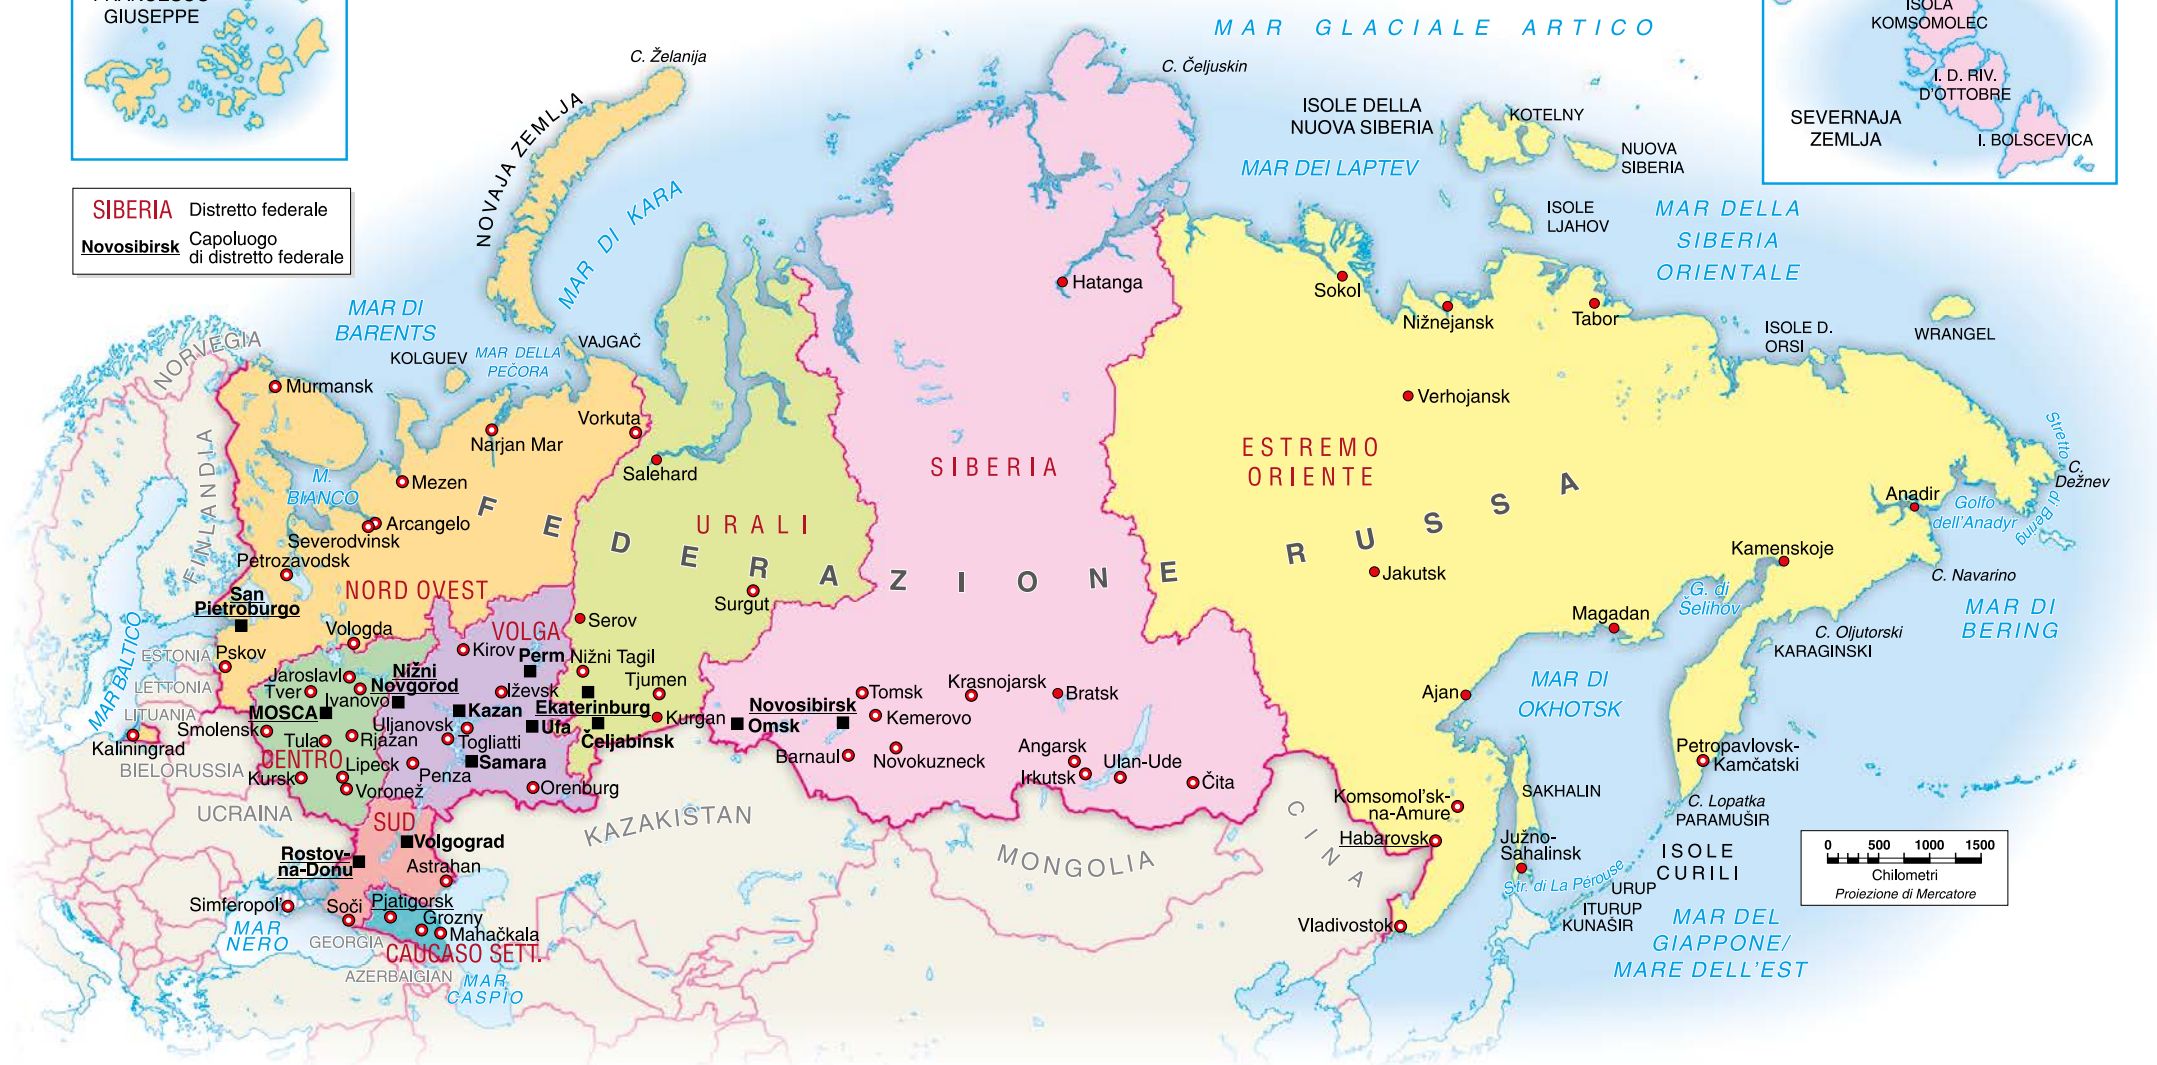 GIUSEPPE
MAR GLACIALE ARTICO
ISOLA
KOMSOMOLEC
I. D. RIV.
D'OTTOBRE
SEVERNAJA
ZEMLJA
I. BOLSCEVICA
C. Želanija
C. Čeljuskin
NOVAJA ZEMLJA
ISOLE DELLA
NUOVA SIBERIA
KOTELNY
NUOVA
SIBERIA
MAR DEI LAPTEV
MAR DI KARA
SIBERIA Distretto federale
Novosibirsk Capoluogo
di distretto federale
ISOLE
LJAHOV
MAR DELLA
SIBERIA
ORIENTALE
MAR DI
BARENTS
KOLGUEV
MAR DELLA
PEČORA
VAJGAČ
Hatanga
Sokol
Nižnejansk
Tabor
ISOLE D.
ORSI
WRANGEL
NORVEGIA
FINLANDIA
Murmansk
Narjan Mar
Vorkuta
Salehard
Mezen
M.
BIANCO
Arcangelo
Severodvinsk
Petrozavodsk
NORD OVEST
San
Pietroburgo
Vologda
Pskov
FEDERAZIONE RUSSA
URALI
SIBERIA
ESTREMO
ORIENTE
Verhojansk
Jakutsk
Surgut
Serov
Anadir
Golfo
dell'Anadyr
Stretto di Bering
C.
Dežnev
Kamenskoje
C. Navarino
G. di
Šelihov
Magadan
MAR DI
BERING
C. Oljutorski
KARAGINSKI
MAR BALTICO
ESTONIA
LETTONIA
LITUANIA
Kaliningrad
BIELORUSSIA
UCRAINA
VOLGA
Kirov
Perm
Nižni Tagil
Jaroslavl
Tver
Ivanovo
Nižni
Novgorod
Iževsk
Tjumen
MOSCA
Smolensk
Kazan
Ekaterinburg
Kurgan
Uljanovsk
Ufa
Čeljabinsk
Tula
Rjazan
Togliatti
CENTRO
Lipeck
Samara
Kursk
Penza
Voronež
Orenburg
Omsk
Novosibirsk
Tomsk
Kemerovo
Krasnojarsk
Bratsk
Barnaul
Novokuzneck
Angarsk
Irkutsk
Ulan-Ude
Čita
Ajan
MAR DI
OKHOTSK
Petropavlovsk-
Kamčatski
SAKHALIN
Komsomol'sk-
na-Amure
Habarovsk
Južno-
Sahalinsk
C. Lopatka
PARAMUŠIR
SUD
Volgograd
Rostov-
na-Donu
Astrahan
KAZAKISTAN
MONGOLIA
CINA
Simferopoli
Soči
Pjatigorsk
Grozny
Mahačkala
CAUCASO SETT.
MAR
NERO
GEORGIA
AZERBAIGIAN
MAR
CASPIO
Vladivostok
Str. di La Pérouse
ISOLE
CURILI
URUP
ITURUP
KUNAŠIR
MAR DEL
GIAPPONE/
MARE DELL'EST
0 500 1000 1500
Chilometri
Proiezione di Mercatore